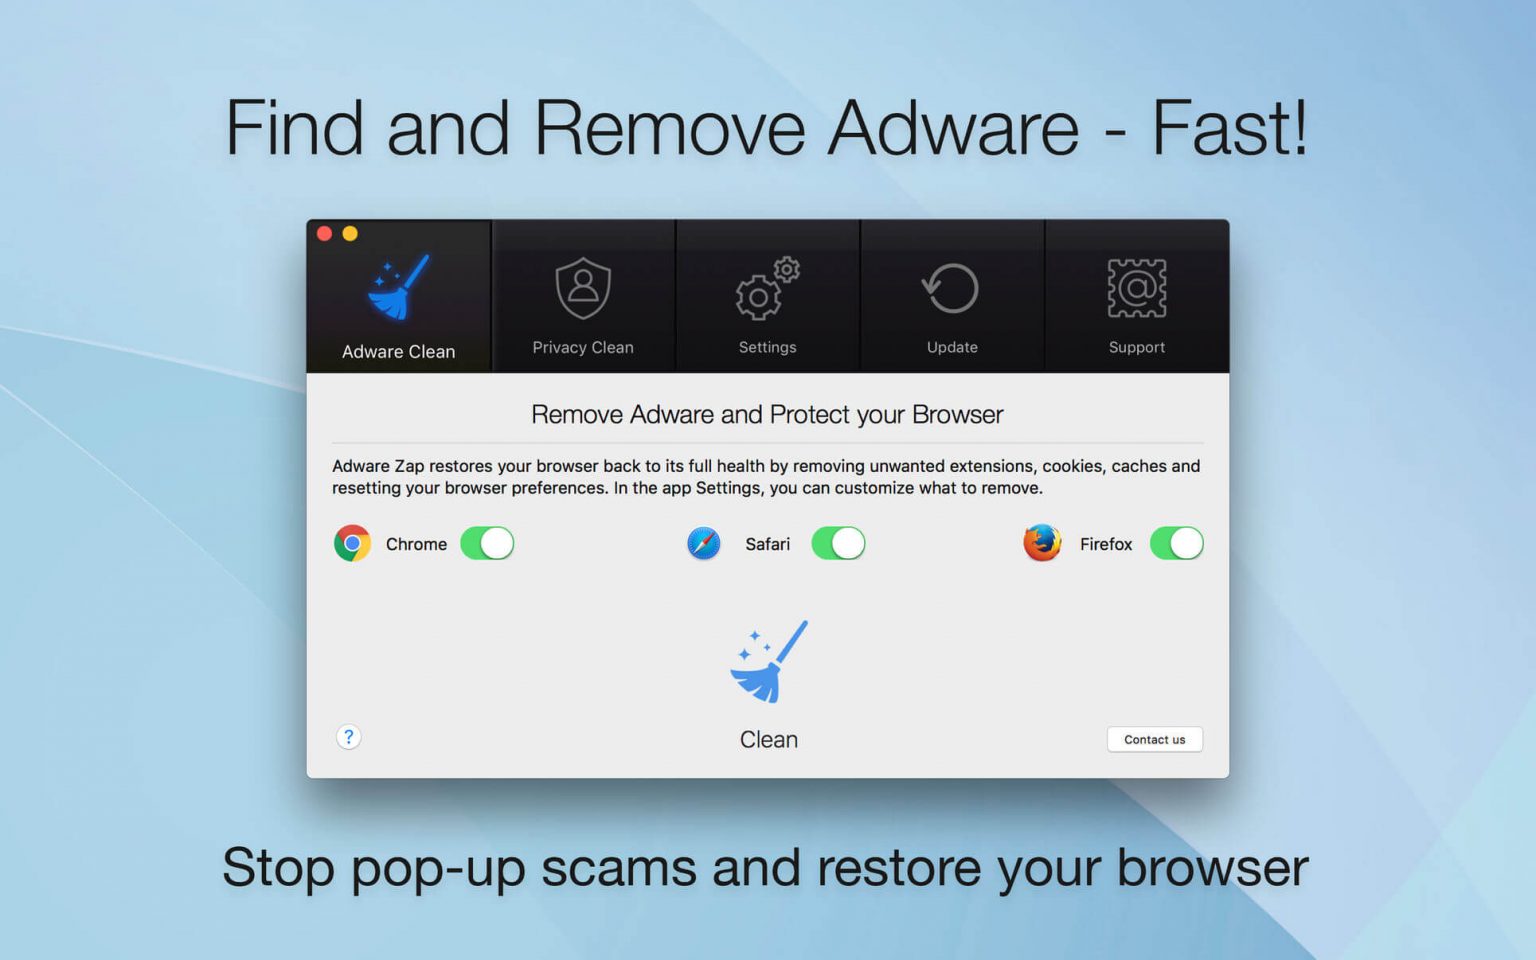 Find and Remove Adware - Fast!
Adware Clean
Privacy Clean
Settings
Update
Support
Remove Adware and Protect your Browser
Adware Zap restores your browser back to its full health by removing unwanted extensions, cookies, caches and
resetting your browser preferences. In the app Settings, you can customize what to remove.
Chrome
Safari
Firefox
?
Clean
Contact us
Stop pop-up scams and restore your browser